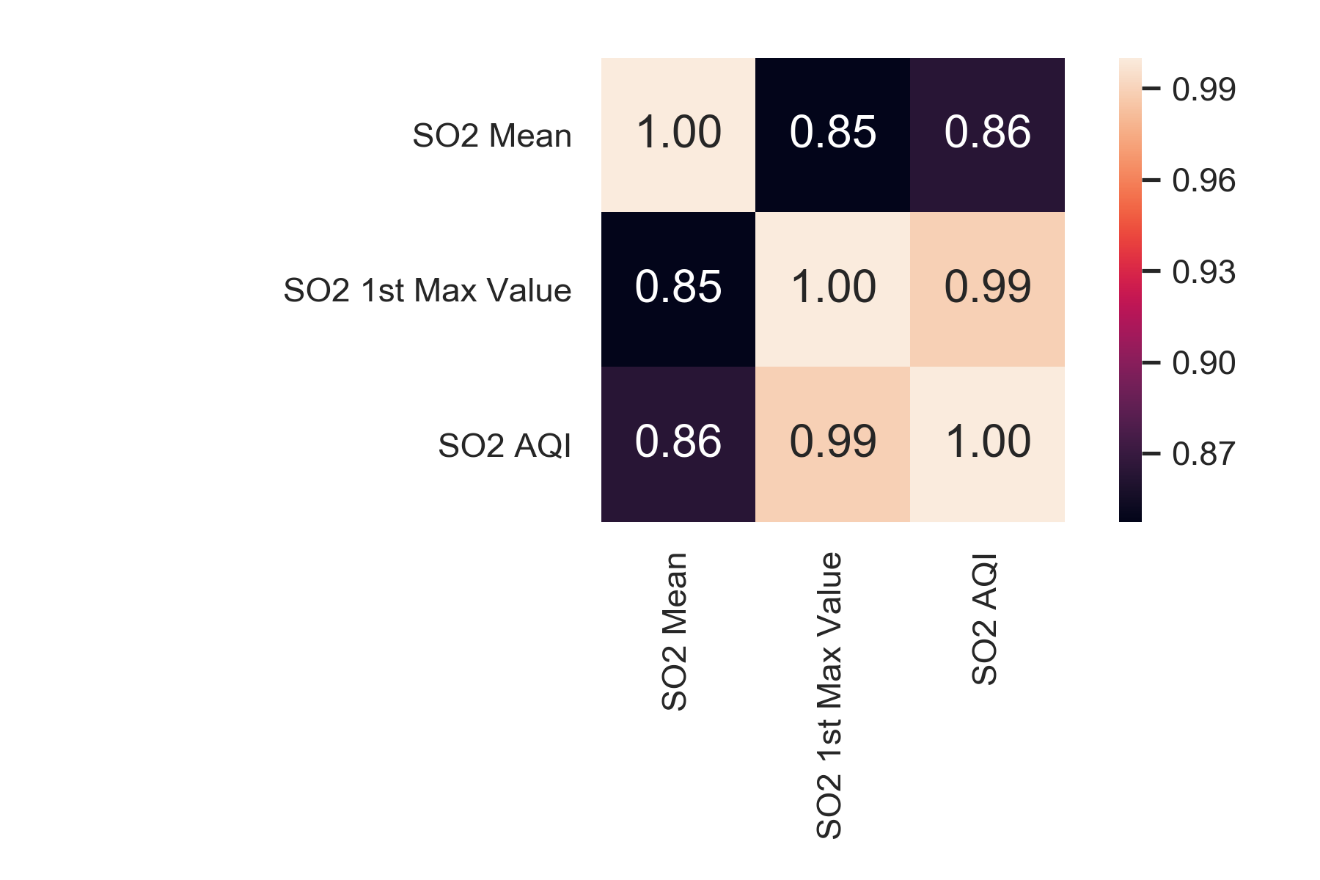 SO2 Mean 1.00 0.85 0.86
SO2 1st Max Value 0.85 1.00 0.99
SO2 AQI 0.86 0.99 1.00
SO2 Mean
SO2 1st Max Value
SO2 AQI
0.99
0.96
0.93
0.90
0.87